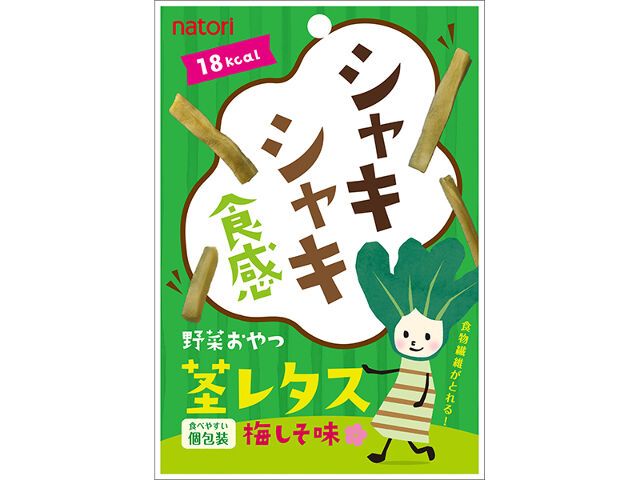 natori
18kcal
シャキ
シャキ
食感
野菜おやつ
茎レタス
食べやすい
個包装
梅しそ味
食物繊維がとれる!